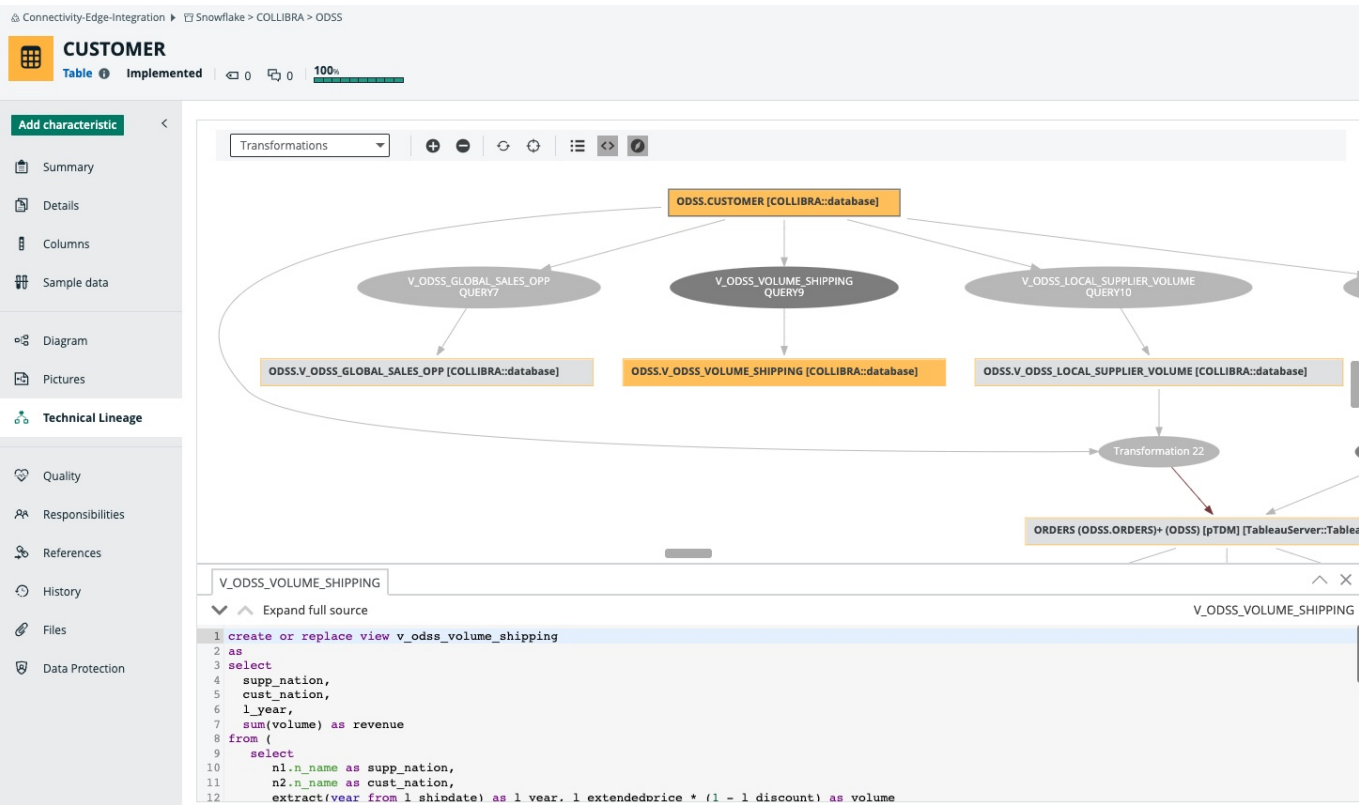 Connectivity-Edge-Integration Snowflake > COLLIBRA > ODSS
CUSTOMER
Table Implemented 0 0 100%
Add characteristic
Summary
Details
Columns
Sample data
Diagram
Pictures
Technical Lineage
Quality
Responsibilities
References
History
Files
Data Protection
Transformations
ODSS.CUSTOMER [COLLIBRA::database]
V_ODSS_GLOBAL_SALES_OPP
QUERY7
V_ODSS_VOLUME_SHIPPING
QUERY9
V_ODSS_LOCAL_SUPPLIER_VOLUME
QUERY10
ODSS.V_ODSS_GLOBAL_SALES_OPP [COLLIBRA::database]
ODSS.V_ODSS_VOLUME_SHIPPING [COLLIBRA::database]
ODSS.V_ODSS_LOCAL_SUPPLIER_VOLUME [COLLIBRA::database]
Transformation 22
ORDERS (ODSS.ORDERS)+ (ODSS) [pTDM] [TableauServer::Tablea
V_ODSS_VOLUME_SHIPPING
Expand full source
V_ODSS_VOLUME_SHIPPING
1 create or replace view v_odss_volume_shipping
2 as
3 select
4 supp_nation,
5 cust_nation,
6 l_year,
7 sum(volume) as revenue
8 from (
9 select
10 n1.n_name as supp_nation,
11 n2.n_name as cust_nation,
12 extract(year from l_shipdate) as l_year, l_extendedprice * (1 - l_discount) as volume